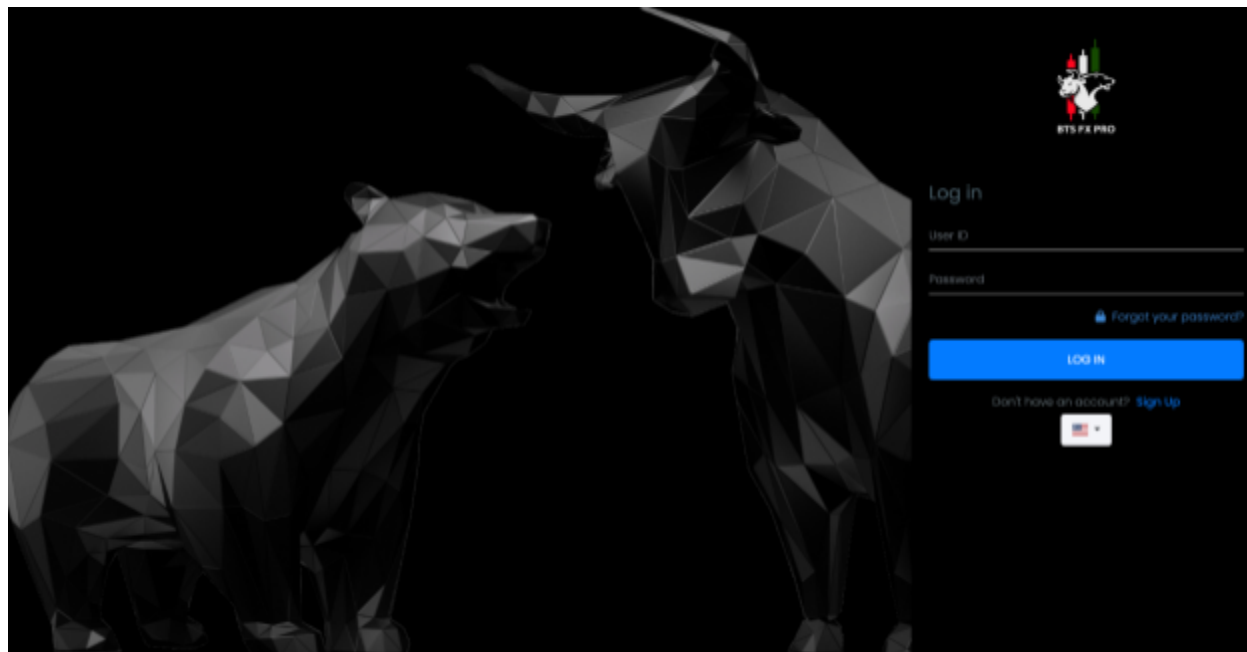 BTS FX PRO
Log in
User ID
Password
Forgot your password?
LOG IN
Don't have an account? Sign Up